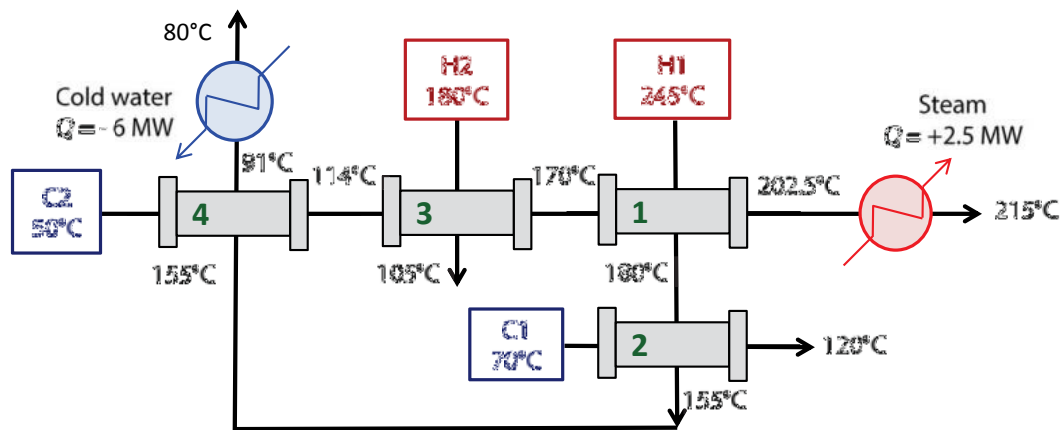 80°C
Cold water
Q = - 6 MW
91°C
C2
50°C
4
155°C
114°C
H2
180°C
3
105°C
170°C
H1
245°C
1
180°C
202.5°C
Steam
Q = +2.5 MW
215°C
C1
70°C
2
120°C
155°C